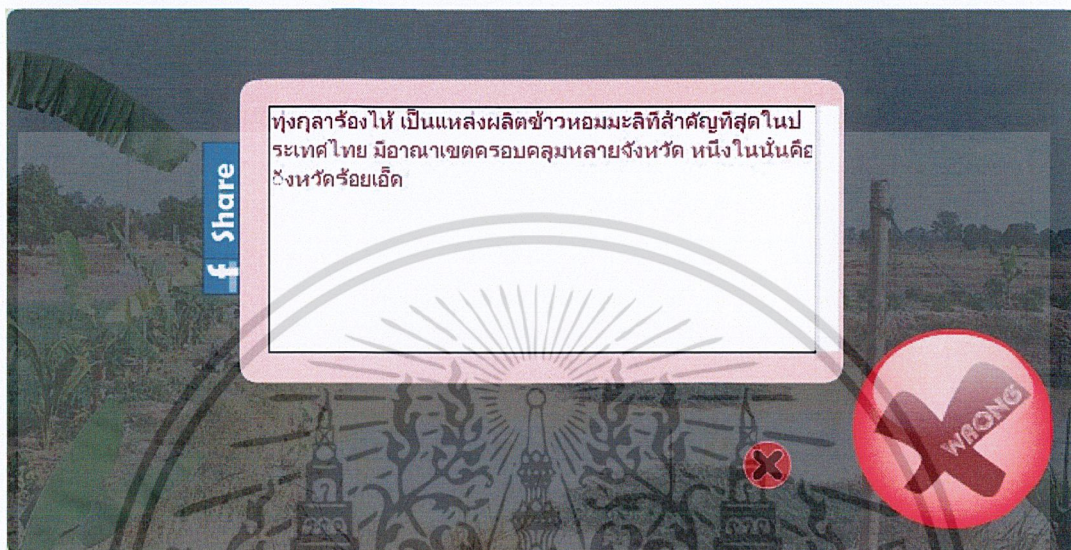 ทุ่งกุลาร้องไห้ เป็นแหล่งผลิตข้าวหอมมะลิที่สำคัญที่สุดในป
ระเทศไทย มีอาณาเขตครอบคลุมหลายจังหวัด หนึ่งในนั้นคือ
จังหวัดร้อยเอ็ด
f Share
WRONG